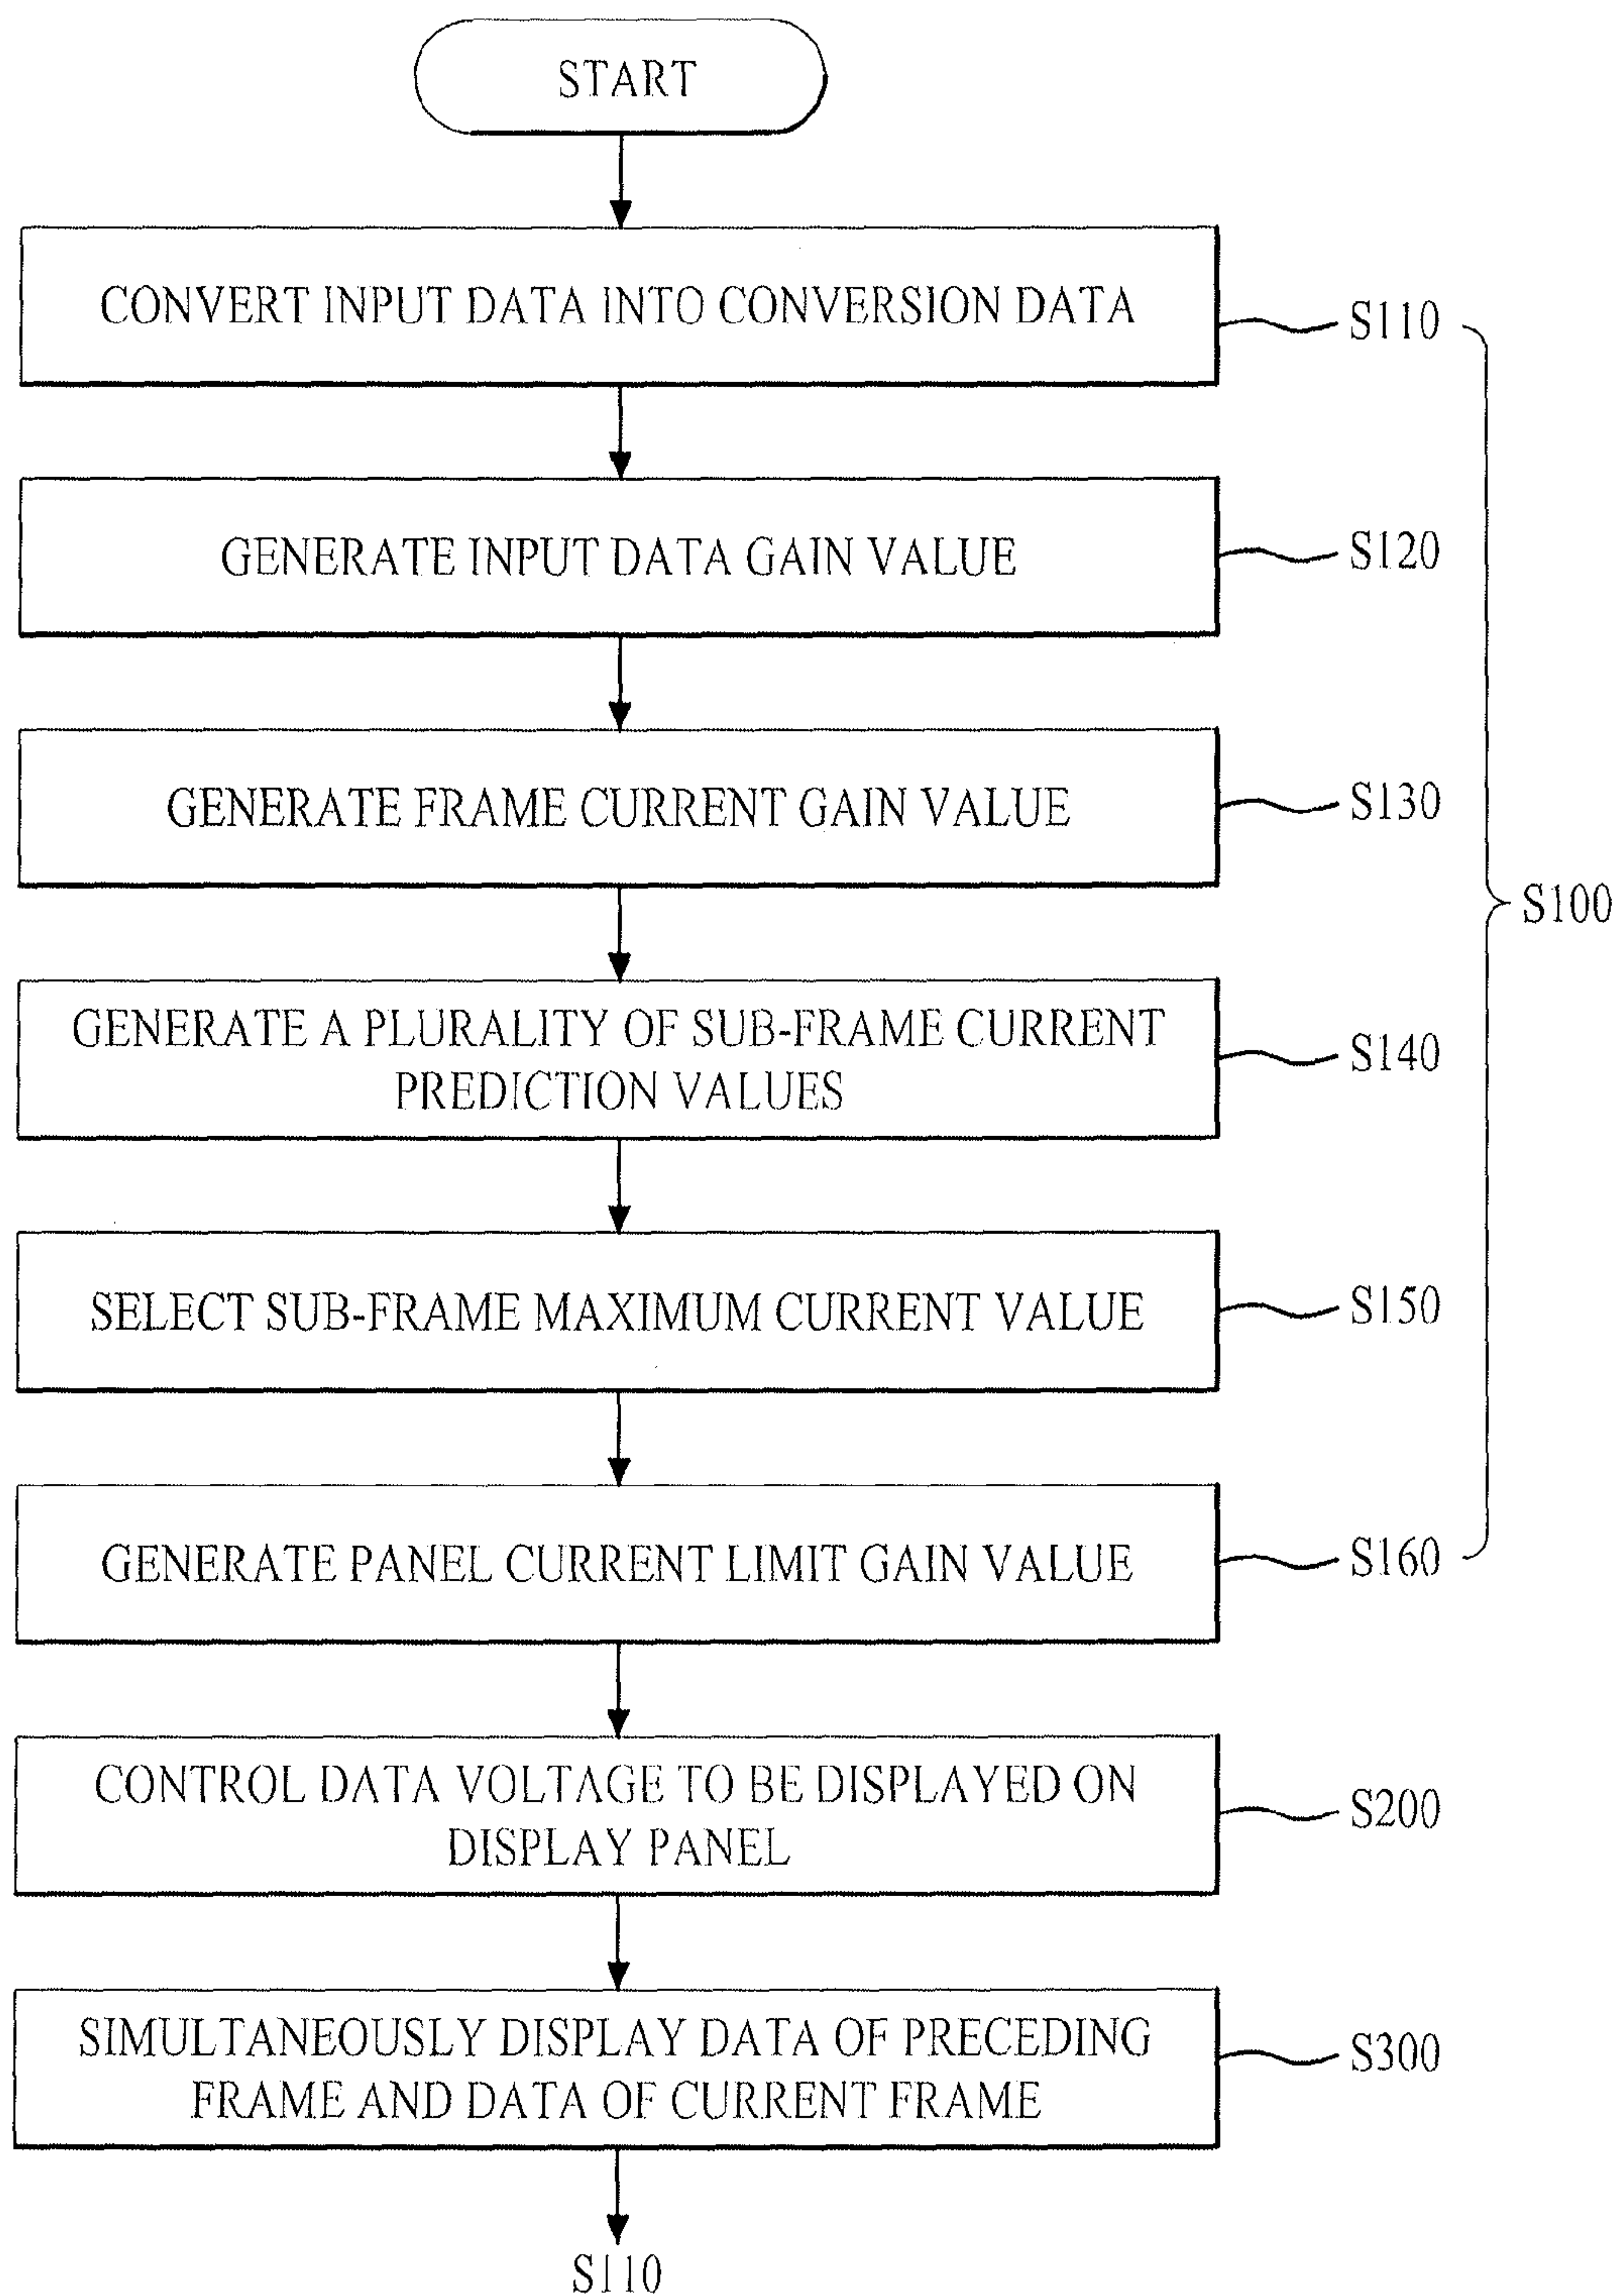 START
CONVERT INPUT DATA INTO CONVERSION DATA
S110
GENERATE INPUT DATA GAIN VALUE
S120
GENERATE FRAME CURRENT GAIN VALUE
S130
S100
GENERATE A PLURALITY OF SUB-FRAME CURRENT
PREDICTION VALUES
S140
SELECT SUB-FRAME MAXIMUM CURRENT VALUE
S150
GENERATE PANEL CURRENT LIMIT GAIN VALUE
S160
CONTROL DATA VOLTAGE TO BE DISPLAYED ON
DISPLAY PANEL
S200
SIMULTANEOUSLY DISPLAY DATA OF PRECEDING
FRAME AND DATA OF CURRENT FRAME
S300
S110